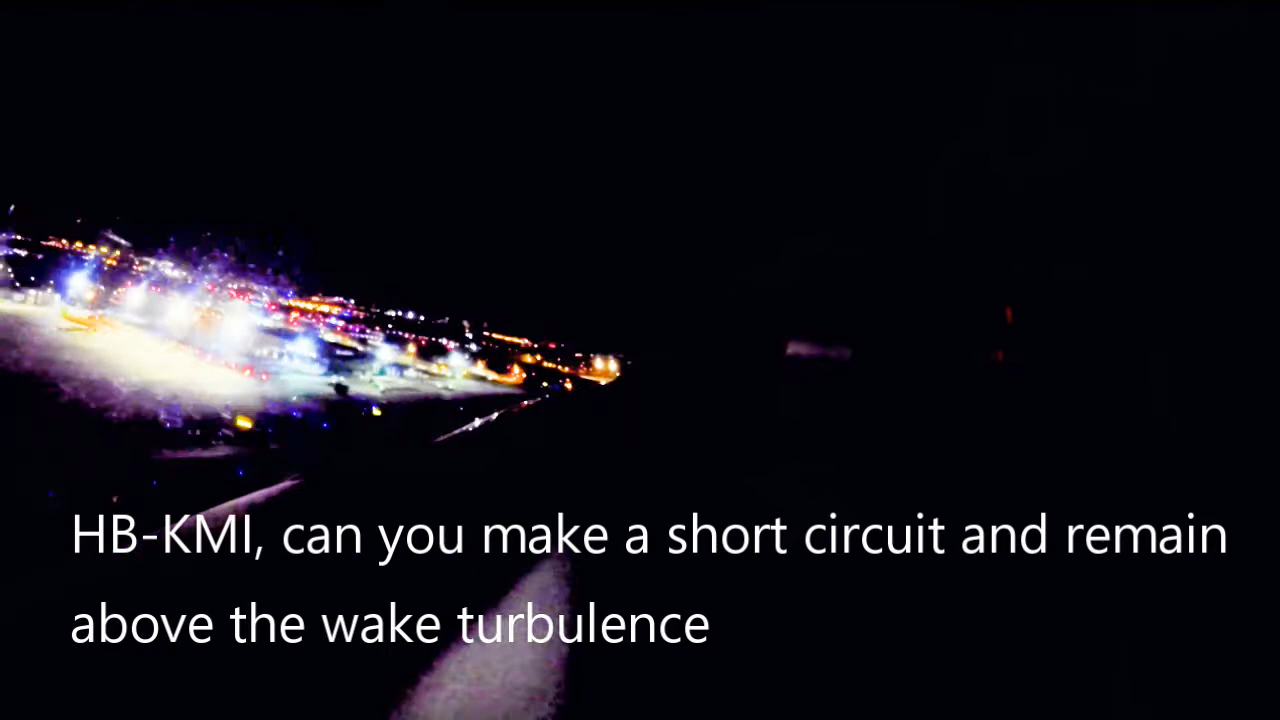 HB-KMI, can you make a short circuit and remain
above the wake turbulence